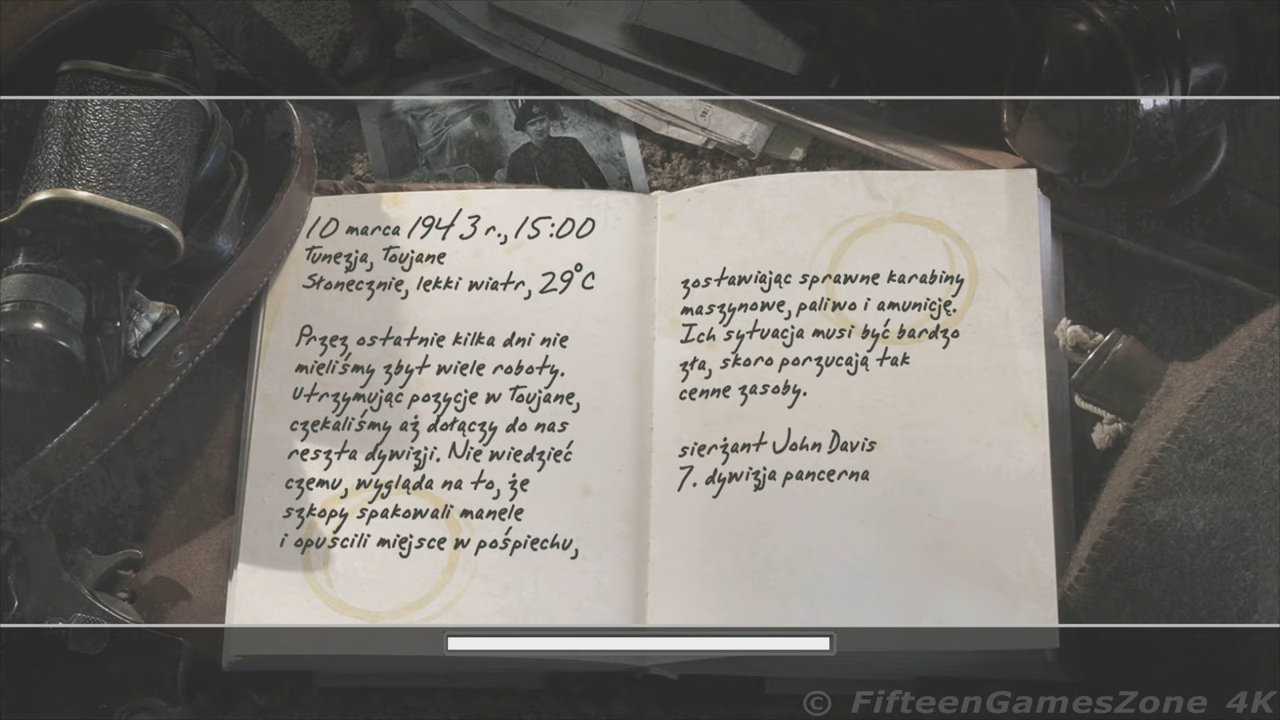 10 marca 1943 r., 15:00
Tunezja, Toujane
Słonecznie, lekki wiatr, 29°C
Przez ostatnie kilka dni nie
mieliśmy zbyt wiele roboty.
Utrzymując pozycje w Toujane,
czekaliśmy aż dołączy do nas
reszta dywizji. Nie wiedzieć
czemu, wygląda na to, że
szkopy spakowali manele
i opuścili miejsce w pośpiechu,
zostawiając sprawne karabiny
maszynowe, paliwo i amunicję.
Ich sytuacja musi być bardzo
zła, skoro porzucają tak
cenne zasoby.
sierżant John Davis
7. dywizja pancerna
© FifteenGamesZone 4K